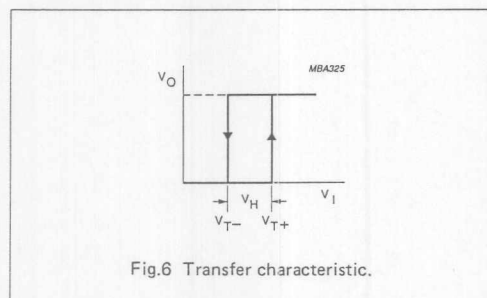 MBA325
VO
VH
VI
VT−
VT+
Fig.6 Transfer characteristic.